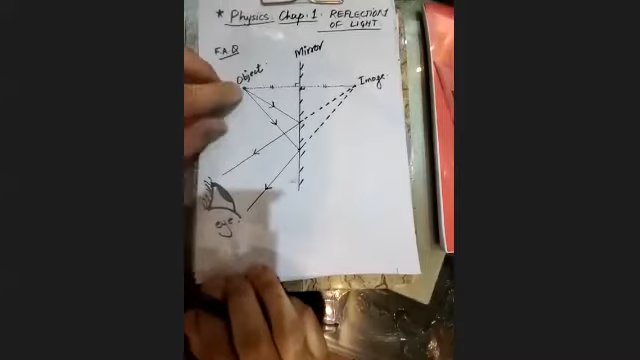 * Physics. Chap. 1. REFLECTION
OF LIGHT.
F.A.Q
Mirror
Object.
Image.
eye.